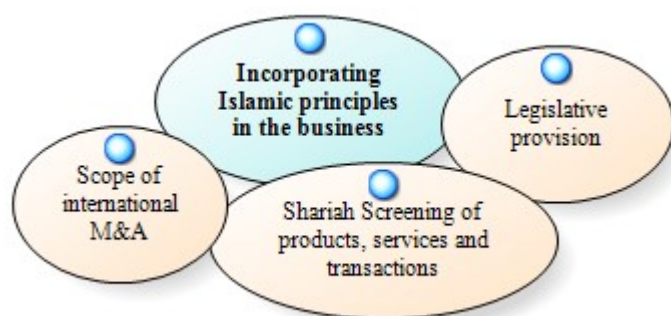 Incorporating
Islamic principles
in the business
Legislative
provision
Scope of
international
M&A
Shariah Screening of
products, services and
transactions